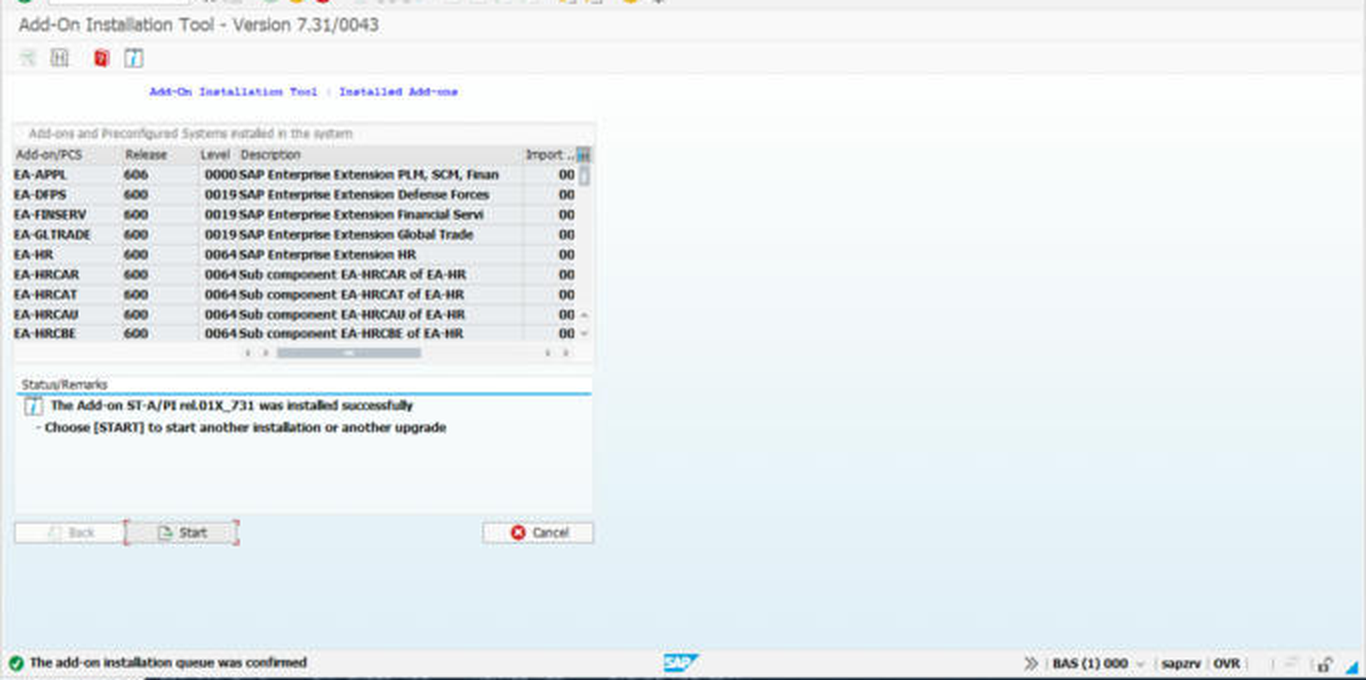 Add-On Installation Tool - Version 7.31/0043
Add-On Installation Tool : Installed Add-ons
Add-ons and Preconfigured Systems installed in the system
Add-on/PCS Release Level Description Import ..
EA-APPL 606 0000 SAP Enterprise Extension PLM, SCM, Finan 00
EA-DFPS 600 0019 SAP Enterprise Extension Defense Forces 00
EA-FINSERV 600 0019 SAP Enterprise Extension Financial Servi 00
EA-GLTRADE 600 0019 SAP Enterprise Extension Global Trade 00
EA-HR 600 0064 SAP Enterprise Extension HR 00
EA-HRCAR 600 0064 Sub component EA-HRCAR of EA-HR 00
EA-HRCAT 600 0064 Sub component EA-HRCAT of EA-HR 00
EA-HRCAU 600 0064 Sub component EA-HRCAU of EA-HR 00
EA-HRCBE 600 0064 Sub component EA-HRCBE of EA-HR 00
Status/Remarks
The Add-on ST-A/PI rel.01X_731 was installed successfully
- Choose [START] to start another installation or another upgrade
Back Start Cancel
The add-on installation queue was confirmed SAP BAS (1) 000 sapzrv OVR